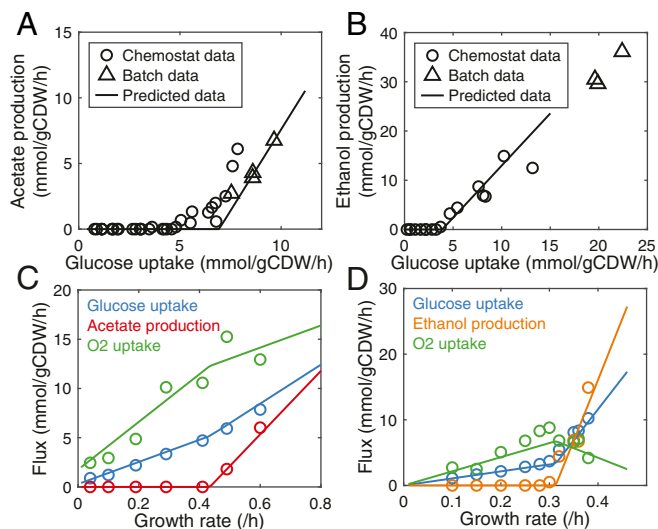 A
Acetate production
(mmol/gCDW/h)
15
10
5
0
Chemostat data
Batch data
Predicted data
0 5 10
Glucose uptake (mmol/gCDW/h)
B
Ethanol production
(mmol/gCDW/h)
40
30
20
10
0
Chemostat data
Batch data
Predicted data
0 5 10 15 20 25
Glucose uptake (mmol/gCDW/h)
C
Flux (mmol/gCDW/h)
20
15
10
5
0
Glucose uptake
Acetate production
O2 uptake
0 0.2 0.4 0.6 0.8
Growth rate (/h)
D
Flux (mmol/gCDW/h)
30
20
10
0
Glucose uptake
Ethanol production
O2 uptake
0 0.1 0.2 0.3 0.4
Growth rate (/h)